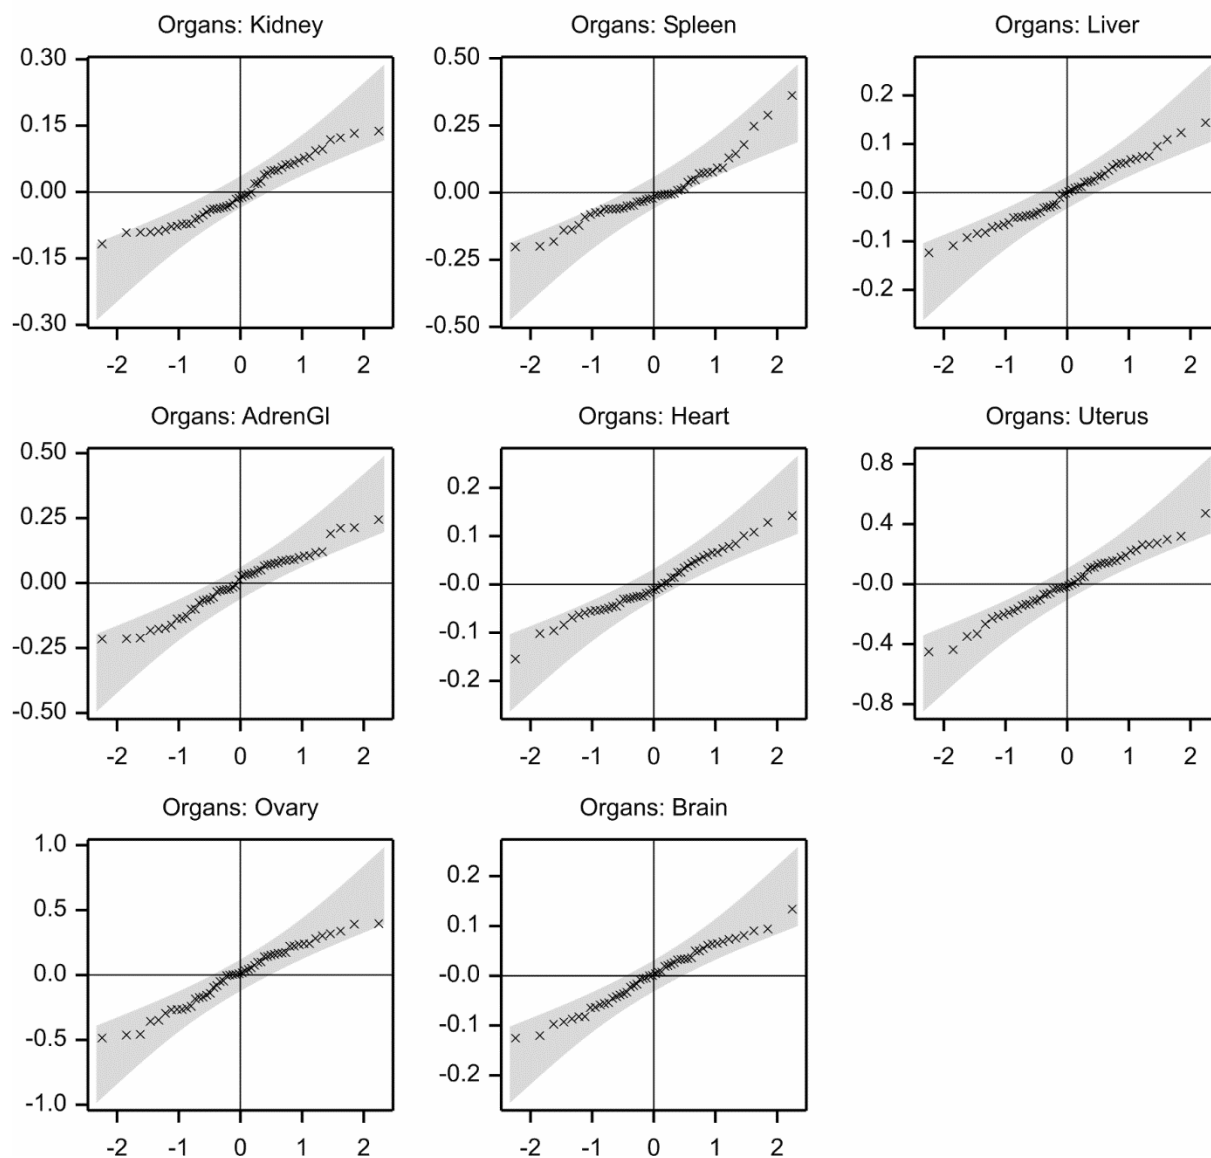 Organs: Kidney
0.30
0.15
0.00
-0.15
-0.30
-2 -1 0 1 2
Organs: Spleen
0.50
0.25
0.00
-0.25
-0.50
-2 -1 0 1 2
Organs: Liver
0.2
0.1
-0.0
-0.1
-0.2
-2 -1 0 1 2
Organs: AdrenGl
0.50
0.25
0.00
-0.25
-0.50
-2 -1 0 1 2
Organs: Heart
0.2
0.1
-0.0
-0.1
-0.2
-2 -1 0 1 2
Organs: Uterus
0.8
0.4
-0.0
-0.4
-0.8
-2 -1 0 1 2
Organs: Ovary
1.0
0.5
0.0
-0.5
-1.0
-2 -1 0 1 2
Organs: Brain
0.2
0.1
-0.0
-0.1
-0.2
-2 -1 0 1 2